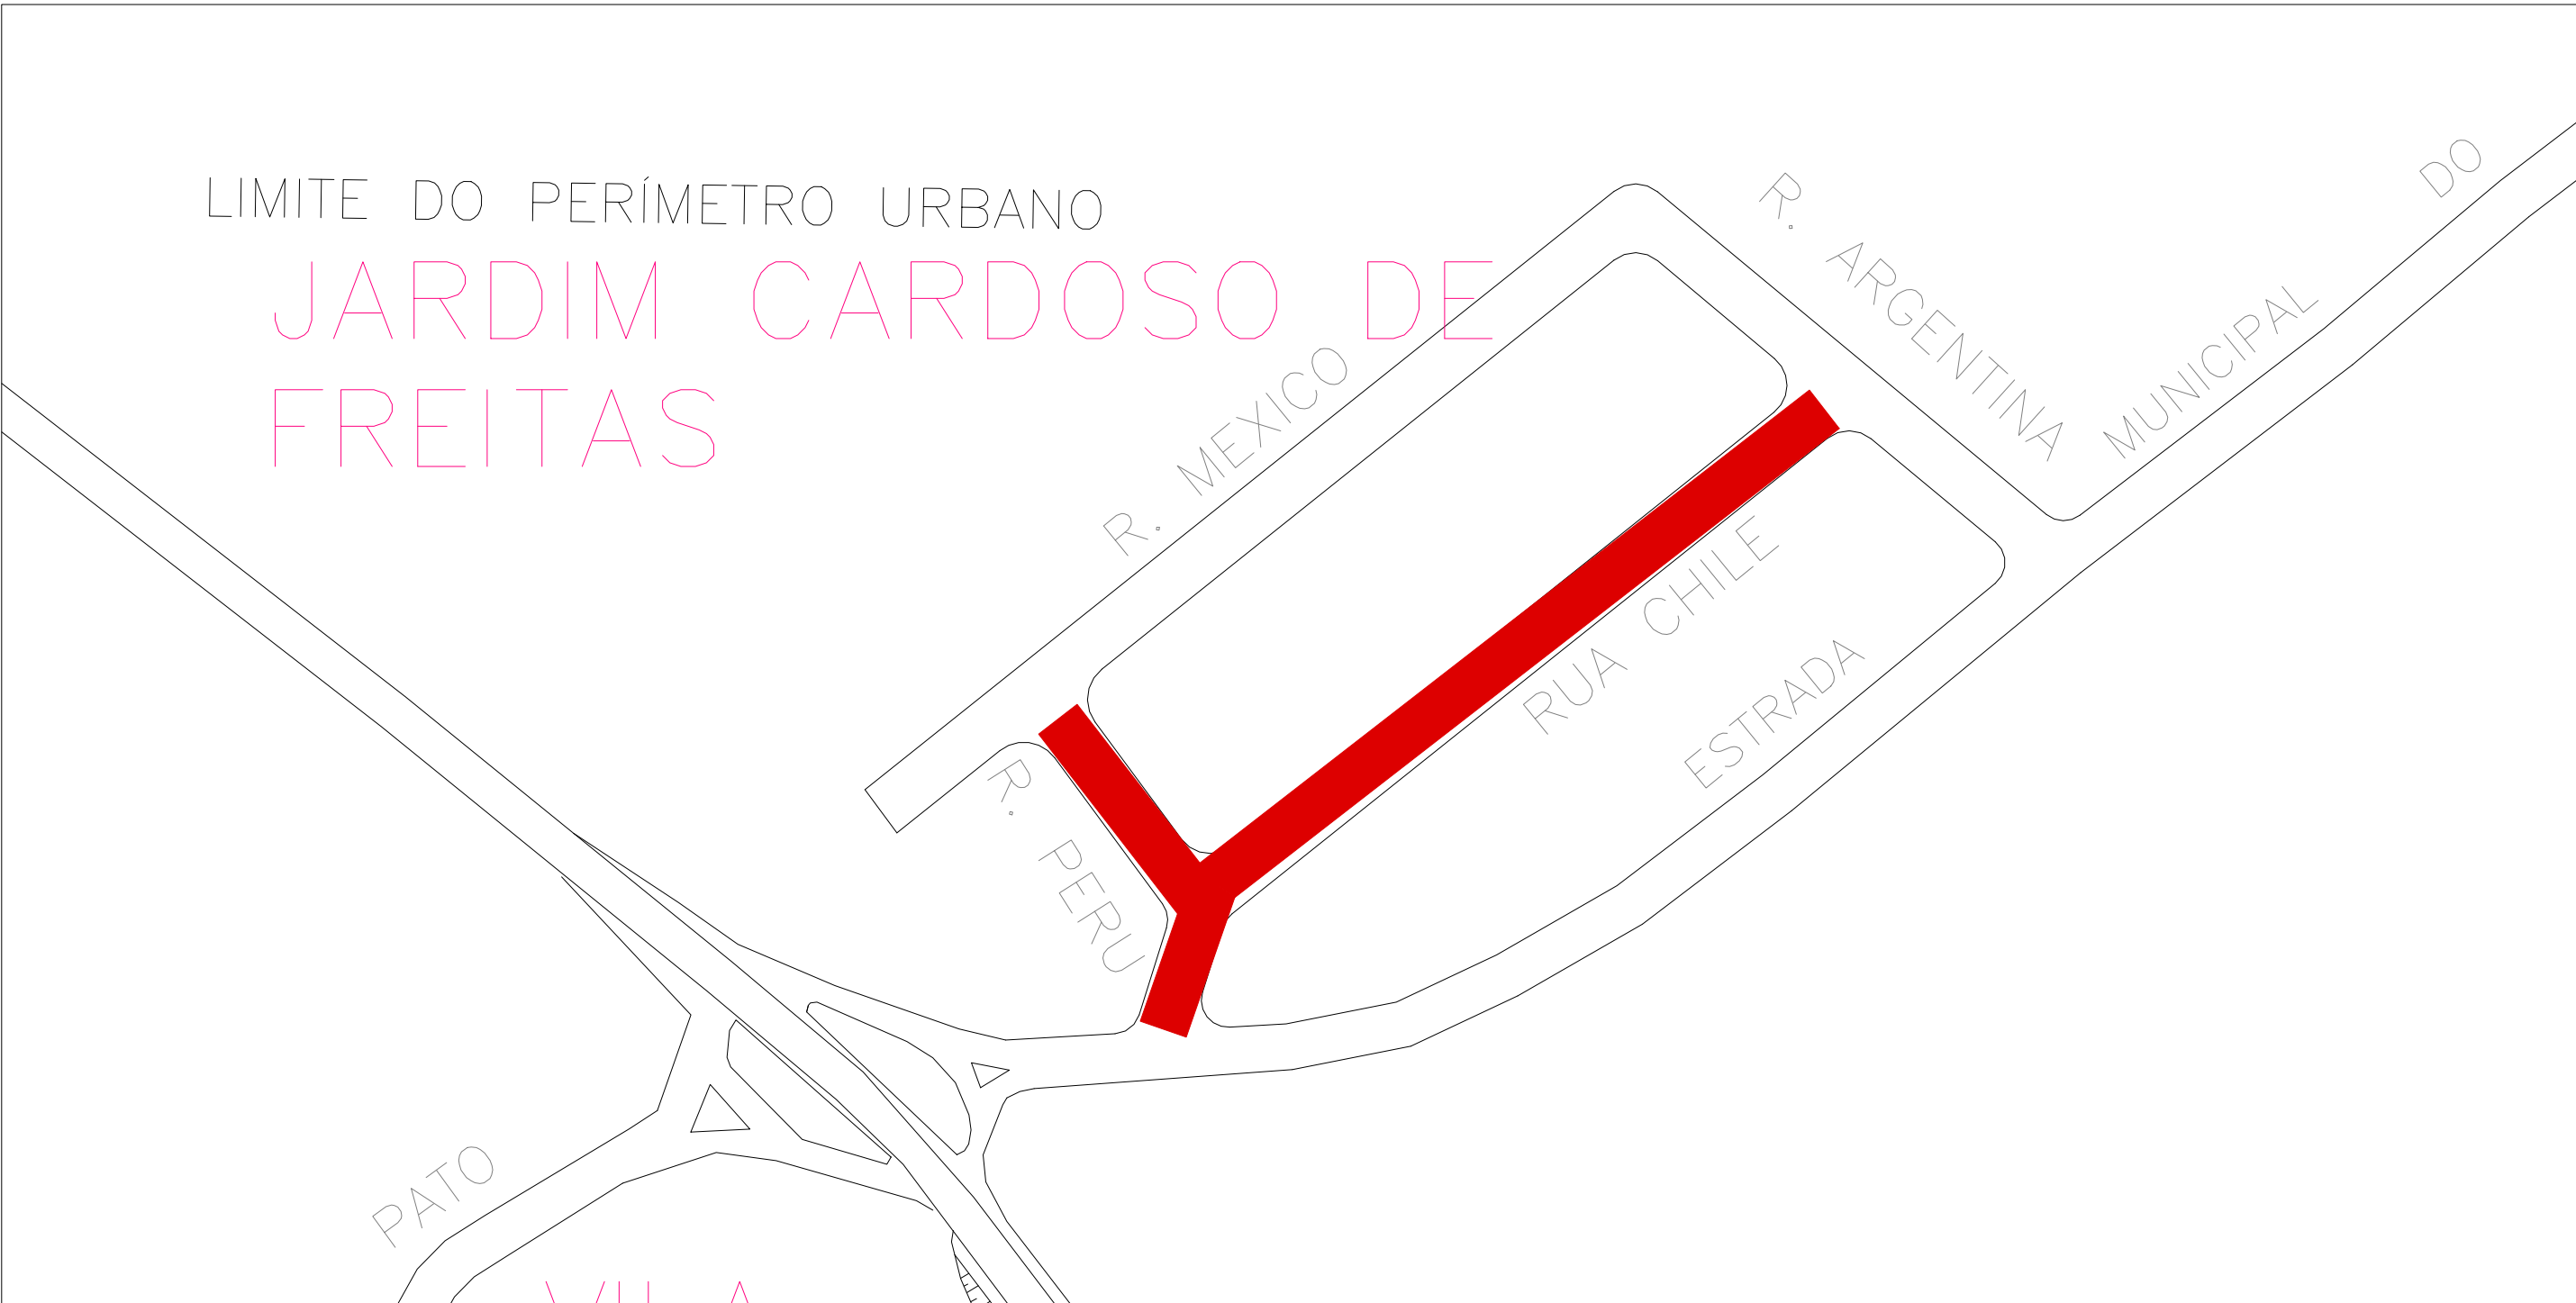 LIMITE DO PERÍMETRO URBANO
JARDIM CARDOSO DE
FREITAS
R. MEXICO
R. ARGENTINA
DO
MUNICIPAL
RUA CHILE
ESTRADA
R. PERU
PATO